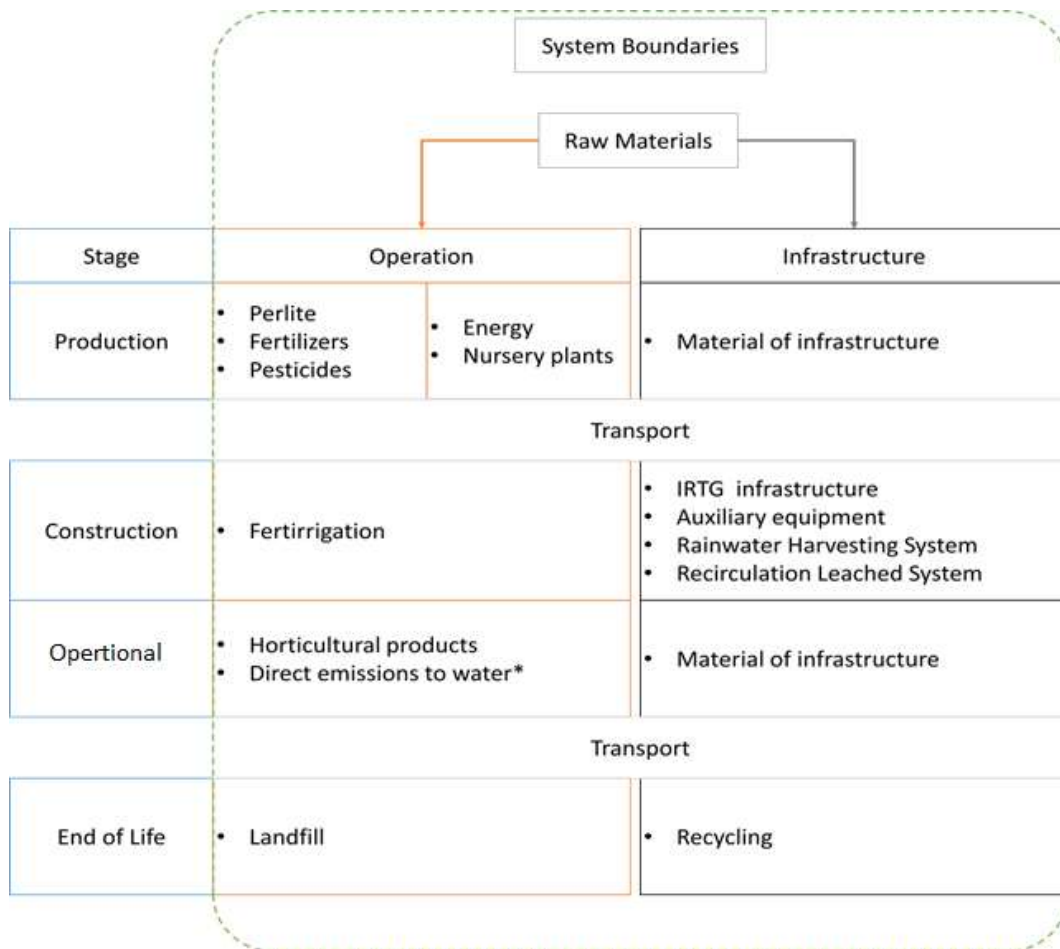 System Boundaries
Raw Materials
Stage
Operation
Infrastructure
Production
• Perlite
• Fertilizers
• Pesticides
• Energy
• Nursery plants
• Material of infrastructure
Transport
Construction
• Fertirrigation
• IRTG infrastructure
• Auxiliary equipment
• Rainwater Harvesting System
• Recirculation Leached System
Opertional
• Horticultural products
• Direct emissions to water*
• Material of infrastructure
Transport
End of Life
• Landfill
• Recycling